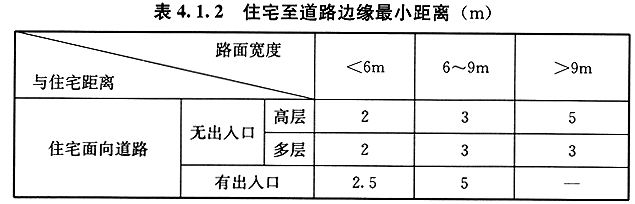 表 4.1.2 住宅至道路边缘最小距离（m）
路面宽度
与住宅距离
<6m
6～9m
>9m
住宅面向道路
无出入口
高层
2
3
5
多层
2
3
3
有出入口
2.5
5
—